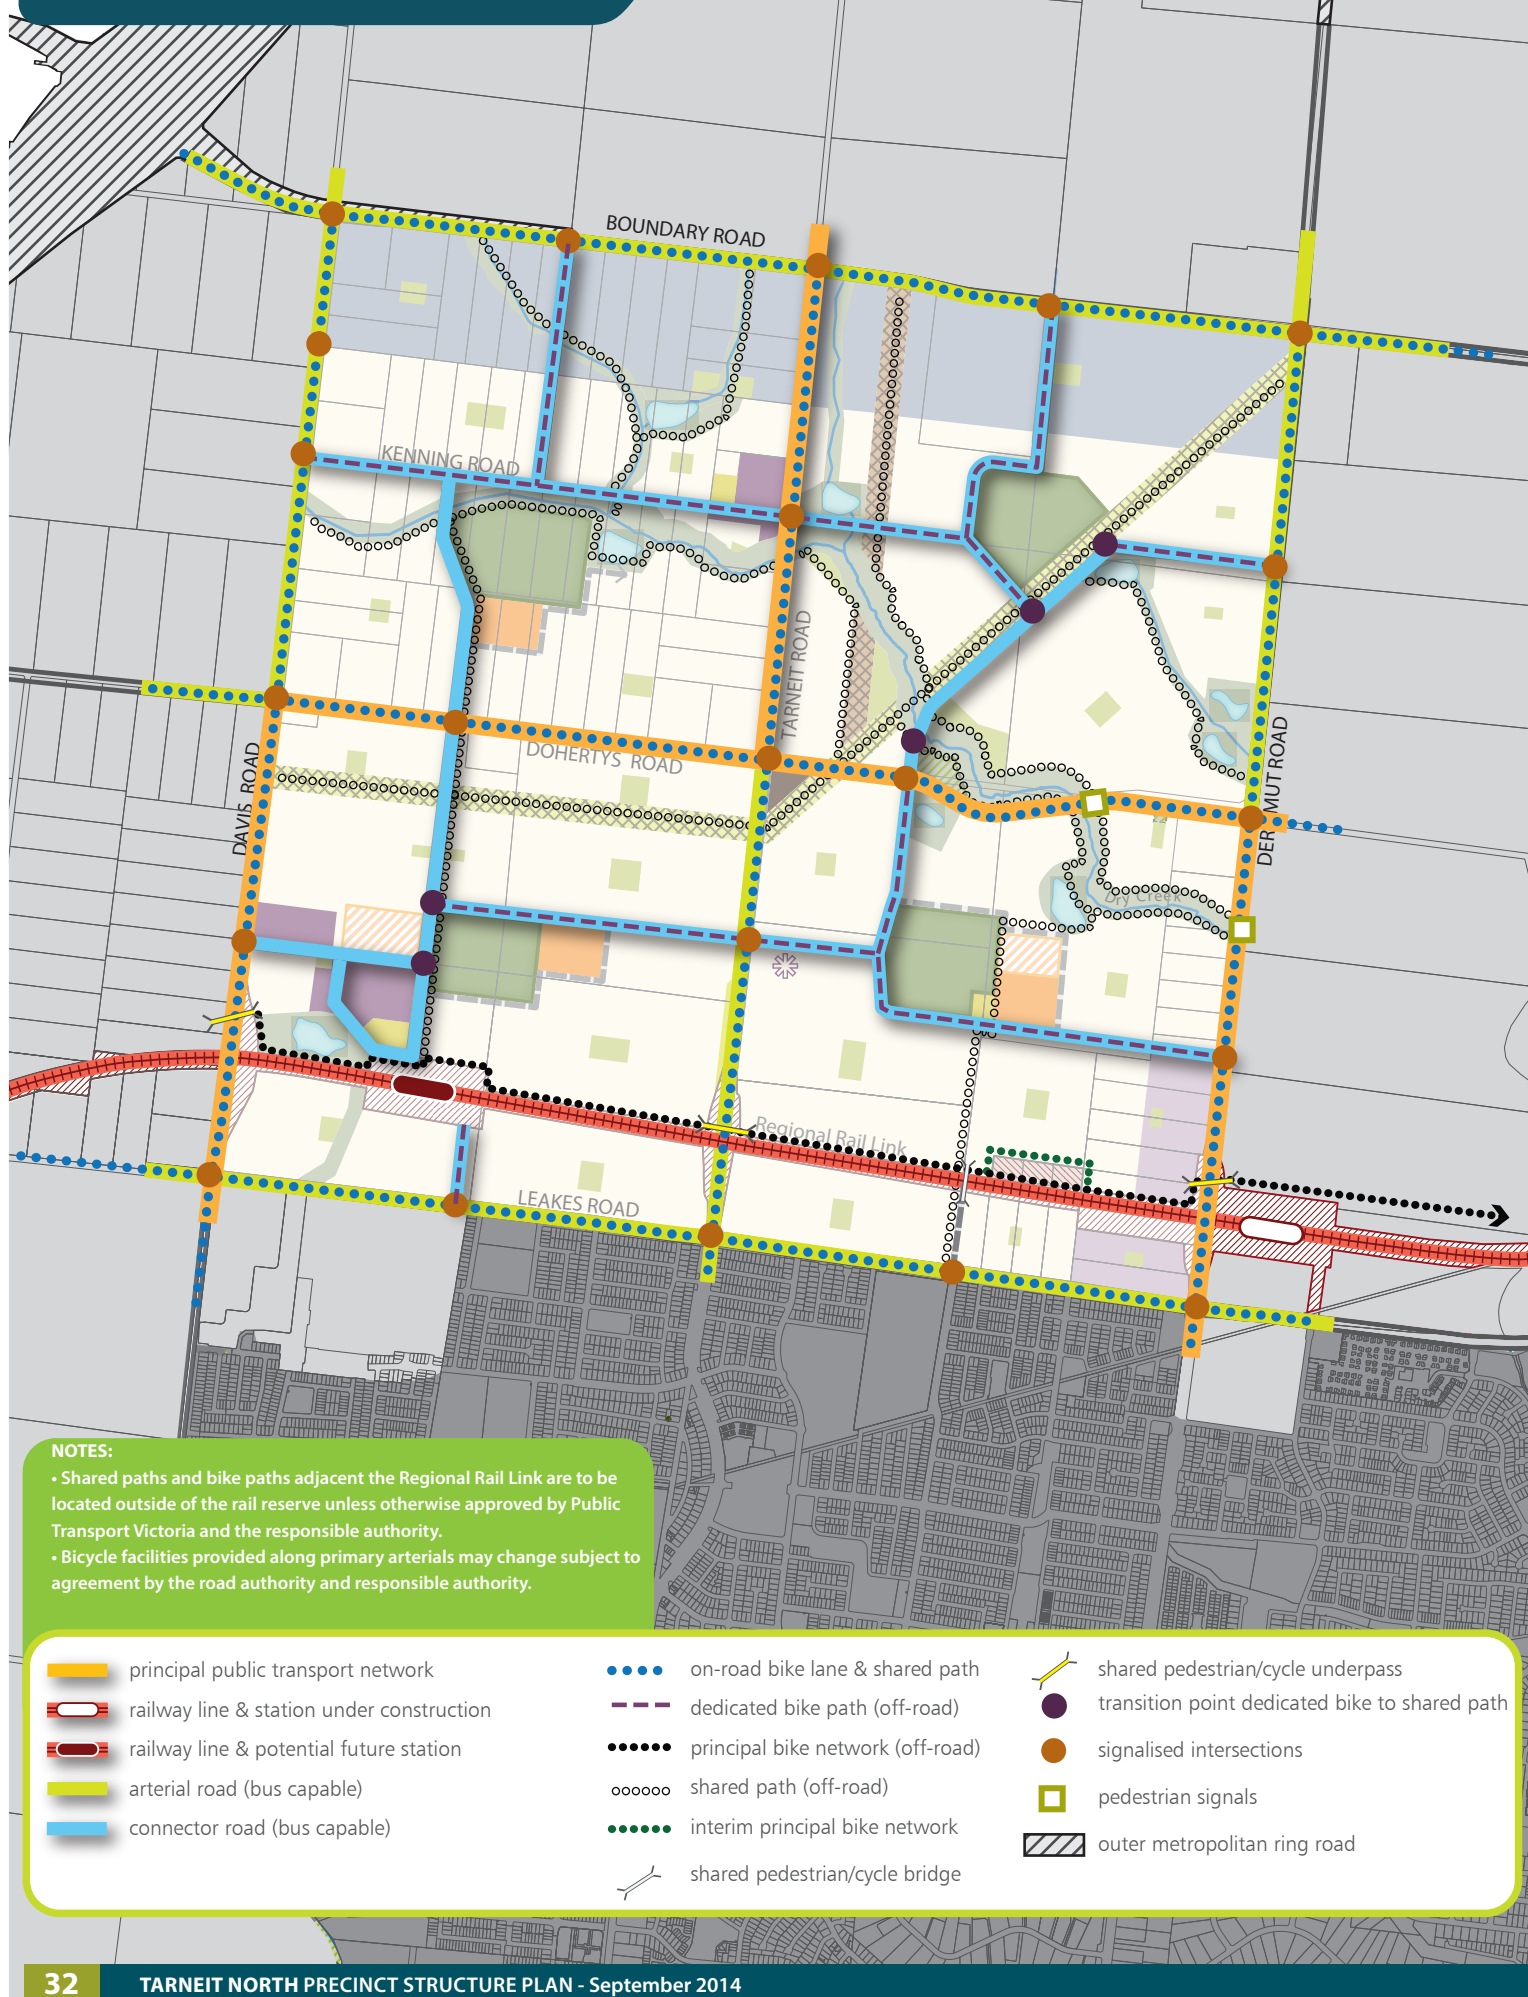 BOUNDARY ROAD
KENNING ROAD
TARNEIT ROAD
DOHERTYS ROAD
DAVIS ROAD
DER MUT ROAD
Dry Creek
Regional Rail Link
LEAKES ROAD
NOTES:
• Shared paths and bike paths adjacent the Regional Rail Link are to be
located outside of the rail reserve unless otherwise approved by Public
Transport Victoria and the responsible authority.
• Bicycle facilities provided along primary arterials may change subject to
agreement by the road authority and responsible authority.
principal public transport network
railway line & station under construction
railway line & potential future station
arterial road (bus capable)
connector road (bus capable)
on-road bike lane & shared path
dedicated bike path (off-road)
principal bike network (off-road)
shared path (off-road)
interim principal bike network
shared pedestrian/cycle bridge
shared pedestrian/cycle underpass
transition point dedicated bike to shared path
signalised intersections
pedestrian signals
outer metropolitan ring road
32 TARNEIT NORTH PRECINCT STRUCTURE PLAN - September 2014